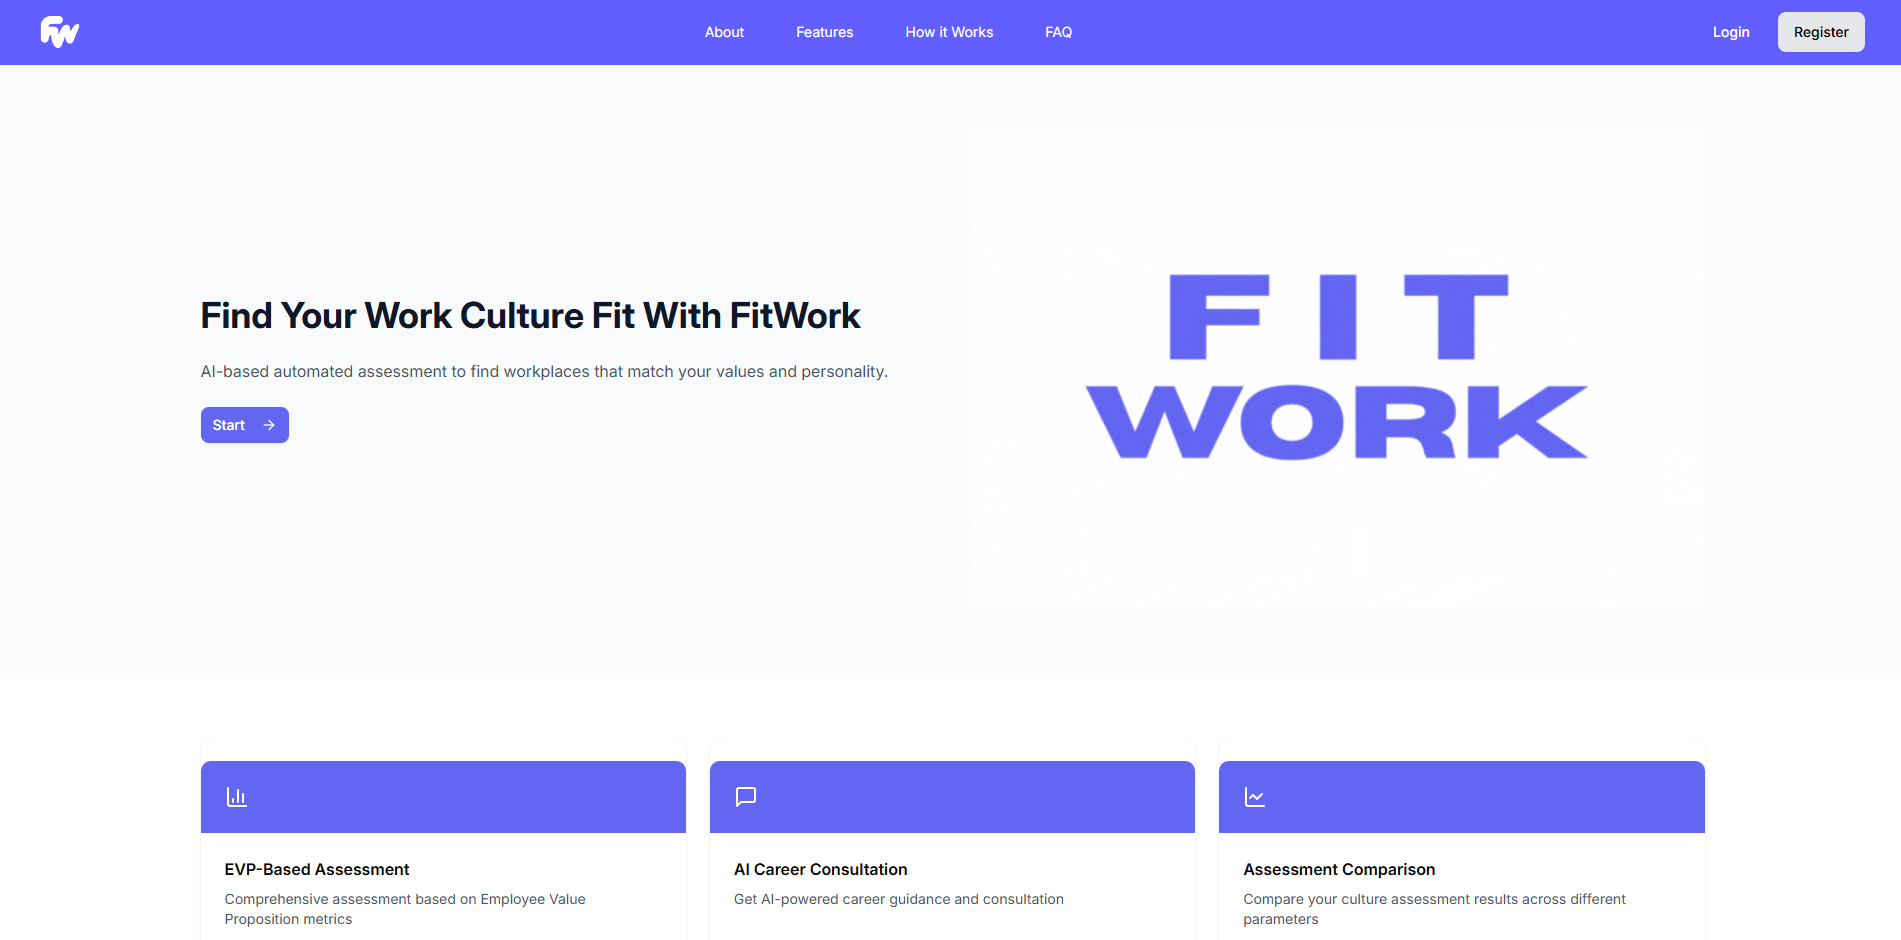 FW
About Features How it Works FAQ
Login Register
Find Your Work Culture Fit With FitWork
AI-based automated assessment to find workplaces that match your values and personality.
Start
FIT
WORK
EVP-Based Assessment
Comprehensive assessment based on Employee Value
Proposition metrics
AI Career Consultation
Get AI-powered career guidance and consultation
Assessment Comparison
Compare your culture assessment results across different
parameters